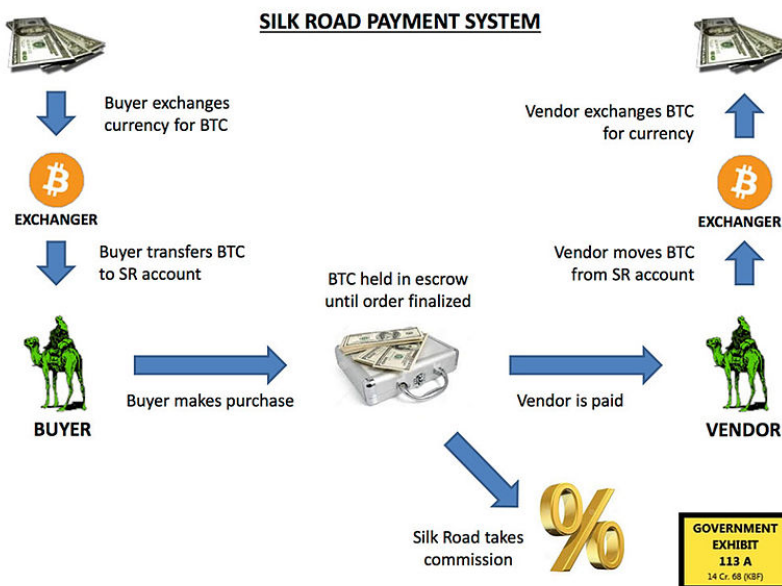 SILK ROAD PAYMENT SYSTEM
Buyer exchanges
currency for BTC
EXCHANGER
Buyer transfers BTC
to SR account
BUYER
Buyer makes purchase
BTC held in escrow
until order finalized
Silk Road takes
commission
Vendor is paid
VENDOR
Vendor moves BTC
from SR account
EXCHANGER
Vendor exchanges BTC
for currency
GOVERNMENT
EXHIBIT
113 A
14 Cr. 68 (KBF)